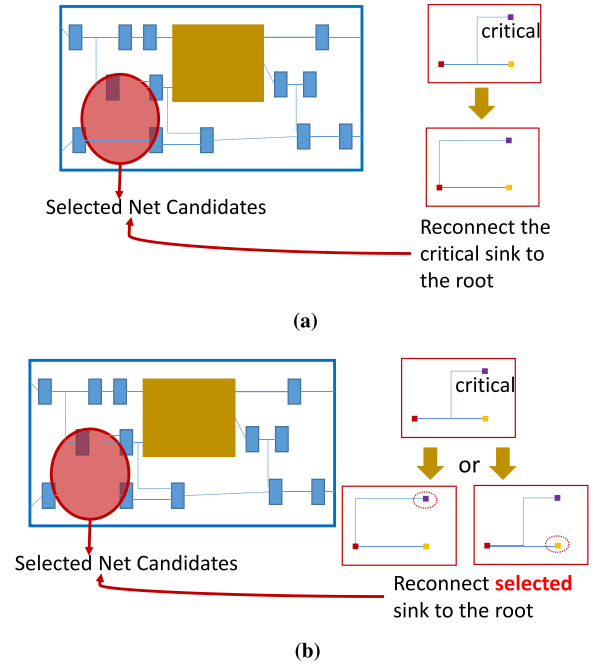 critical
Selected Net Candidates
Reconnect the
critical sink to
the root
(a)
critical
or
Selected Net Candidates
Reconnect selected
sink to the root
(b)